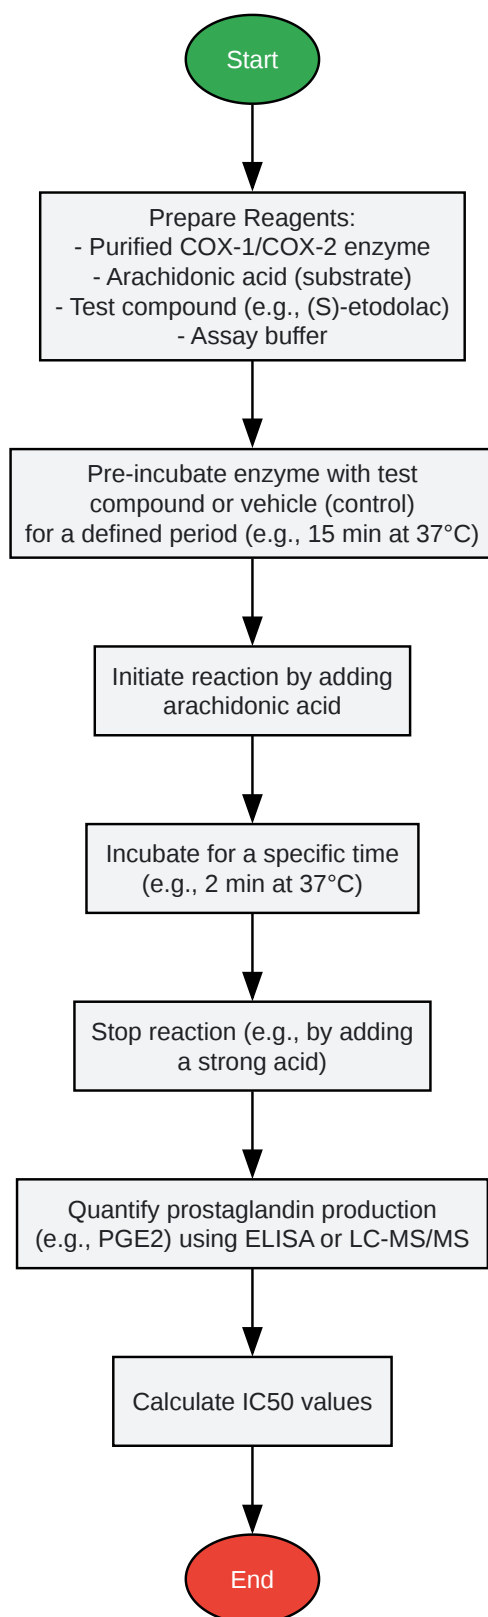 Start
Prepare Reagents:
- Purified COX-1/COX-2 enzyme
- Arachidonic acid (substrate)
- Test compound (e.g., (S)-etodolac)
- Assay buffer
Pre-incubate enzyme with test
compound or vehicle (control)
for a defined period (e.g., 15 min at 37°C)
Initiate reaction by adding
arachidonic acid
Incubate for a specific time
(e.g., 2 min at 37°C)
Stop reaction (e.g., by adding
a strong acid)
Quantify prostaglandin production
(e.g., PGE2) using ELISA or LC-MS/MS
Calculate IC50 values
End